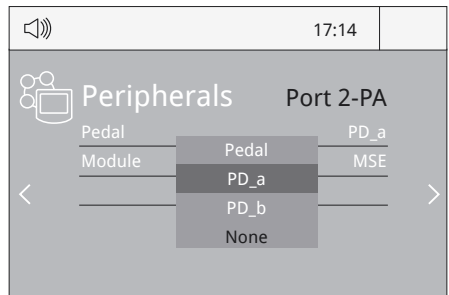 17:14
Peripherals Port 2-PA
Pedal PD_a
Module MSE
Pedal
PD_a
PD_b
None